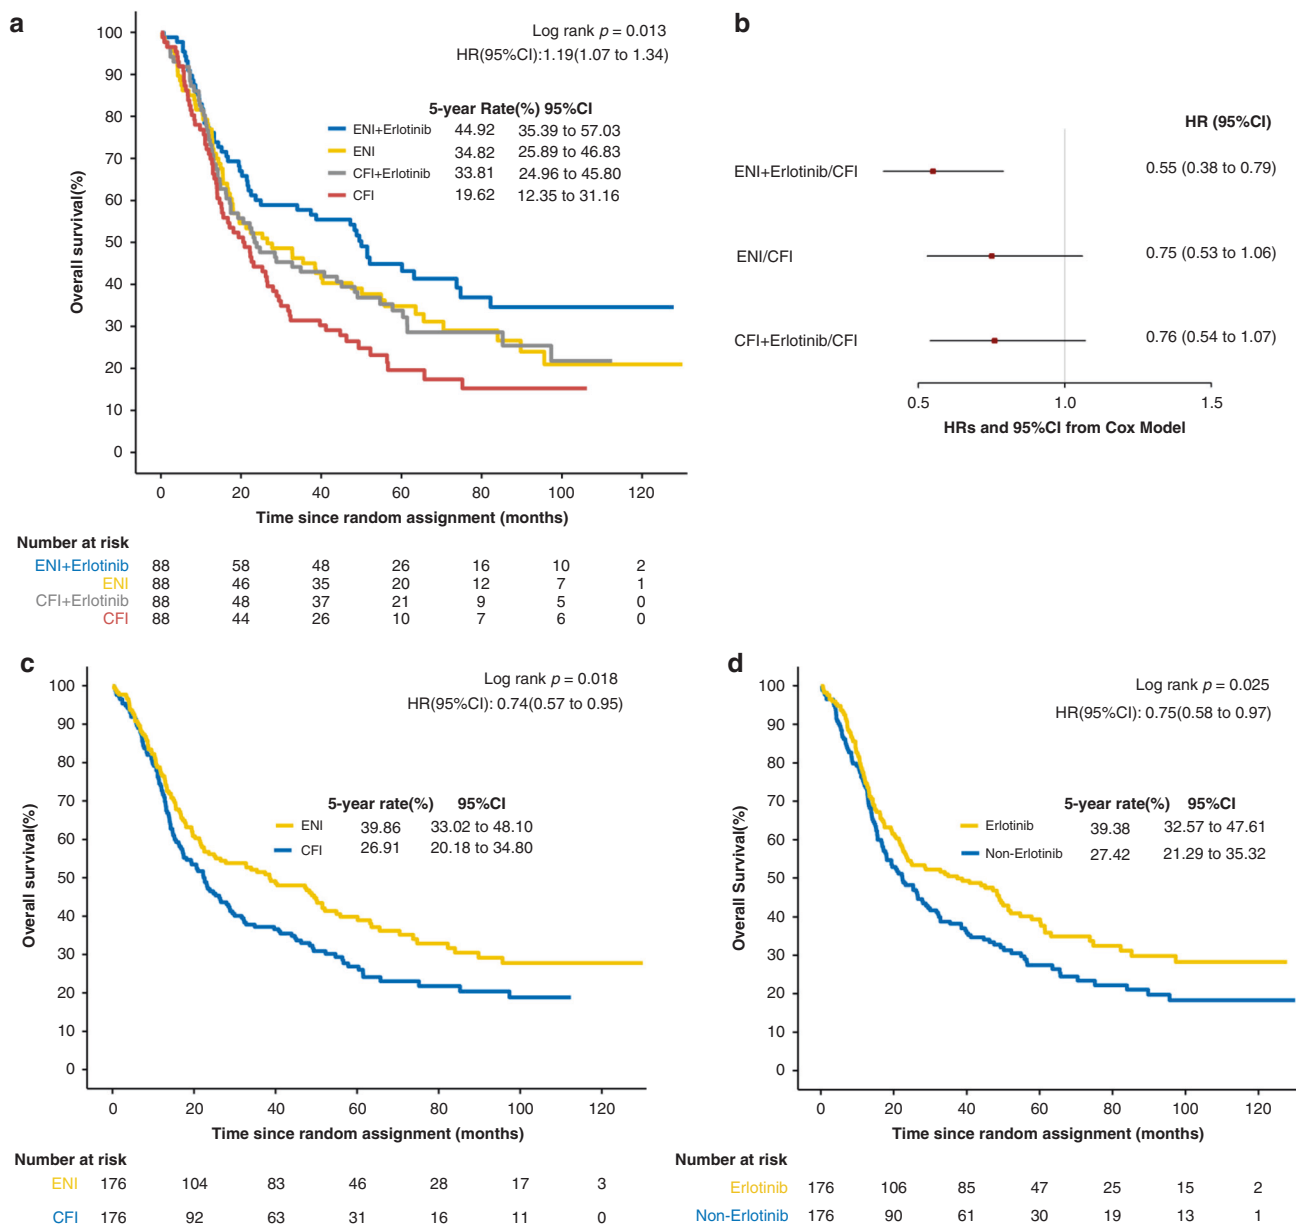 a
Log rank p = 0.013
HR(95%CI):1.19(1.07 to 1.34)
5-year Rate(%) 95%CI
ENI+Erlotinib 44.92 35.39 to 57.03
ENI 34.82 25.89 to 46.83
CFI+Erlotinib 33.81 24.96 to 45.80
CFI 19.62 12.35 to 31.16
Overall survival(%)
100
90
80
70
60
50
40
30
20
10
0
0 20 40 60 80 100 120
Time since random assignment (months)
Number at risk
ENI+Erlotinib 88 58 48 26 16 10 2
ENI 88 46 35 20 12 7 1
CFI+Erlotinib 88 48 37 21 9 5 0
CFI 88 44 26 10 7 6 0
b
HR (95%CI)
ENI+Erlotinib/CFI 0.55 (0.38 to 0.79)
ENI/CFI 0.75 (0.53 to 1.06)
CFI+Erlotinib/CFI 0.76 (0.54 to 1.07)
0.5 1.0 1.5
HRs and 95%CI from Cox Model
c
Log rank p = 0.018
HR(95%CI): 0.74(0.57 to 0.95)
5-year rate(%) 95%CI
ENI 39.86 33.02 to 48.10
CFI 26.91 20.18 to 34.80
Overall survival(%)
100
90
80
70
60
50
40
30
20
10
0
0 20 40 60 80 100 120
Time since random assignment (months)
Number at risk
ENI 176 104 83 46 28 17 3
CFI 176 92 63 31 16 11 0
d
Log rank p = 0.025
HR(95%CI): 0.75(0.58 to 0.97)
5-year rate(%) 95%CI
Erlotinib 39.38 32.57 to 47.61
Non-Erlotinib 27.42 21.29 to 35.32
Overall Survival(%)
100
90
80
70
60
50
40
30
20
10
0
0 20 40 60 80 100 120
Time since random assignment (months)
Number at risk
Erlotinib 176 106 85 47 25 15 2
Non-Erlotinib 176 90 61 30 19 13 1